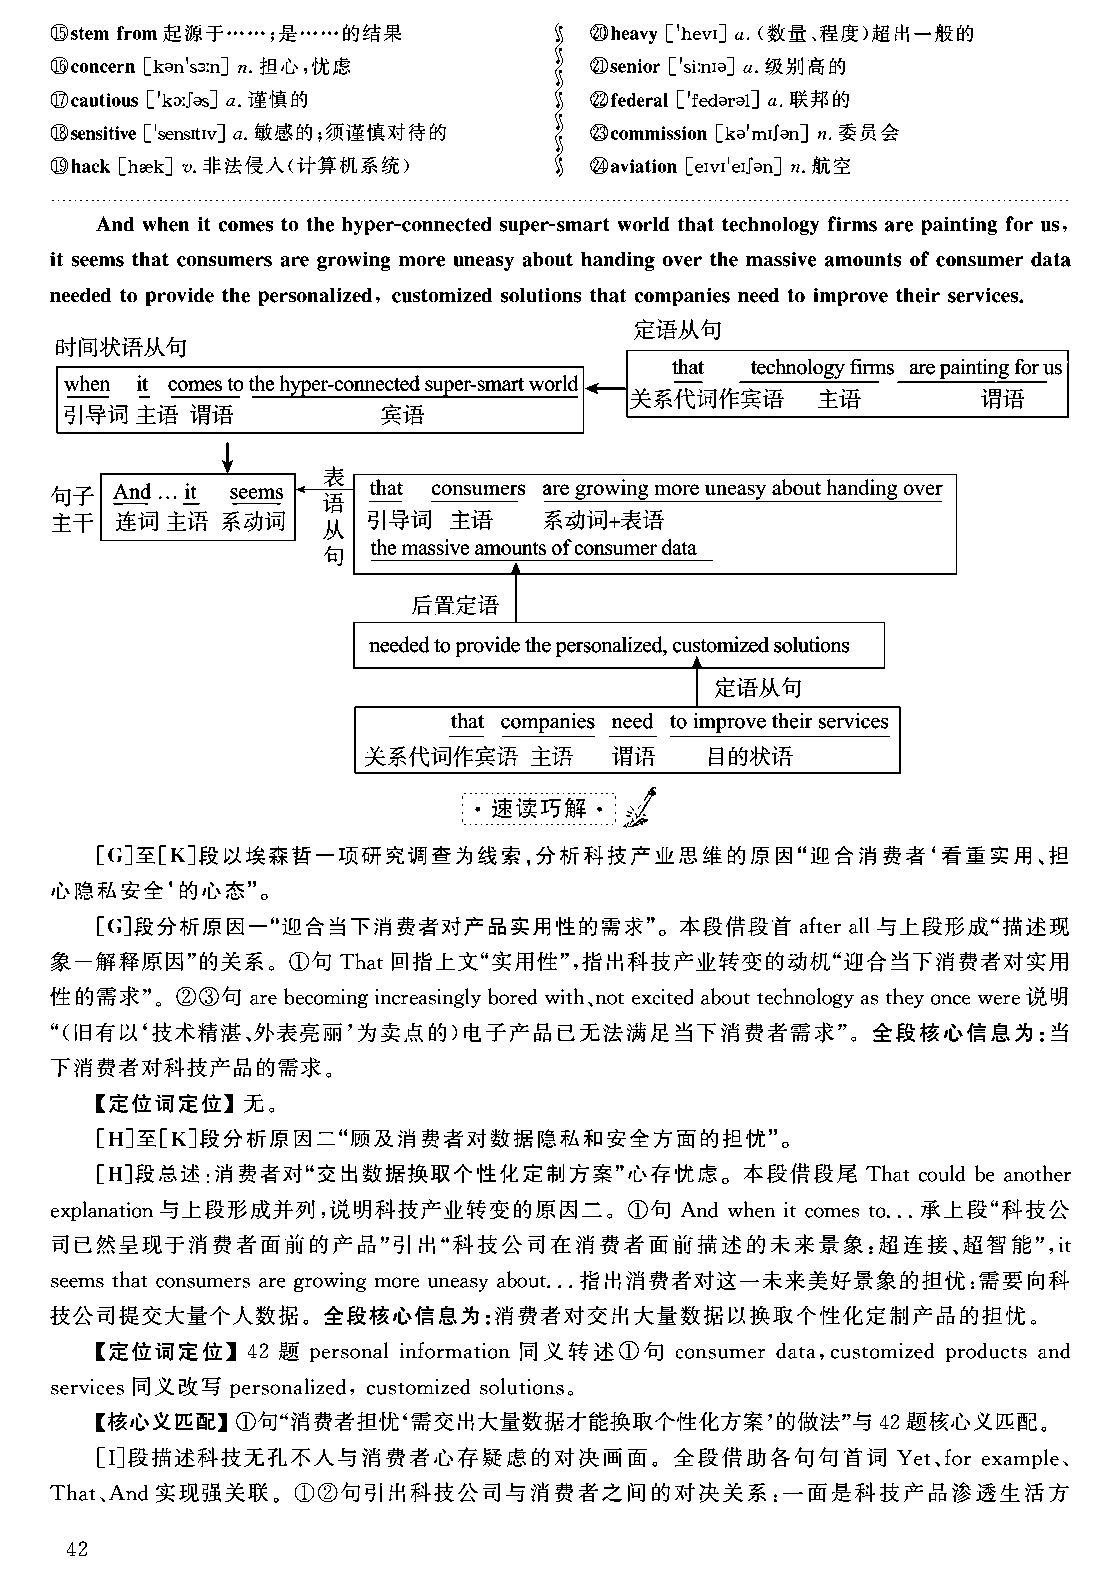 ⑮stem from 起源于……;是……的结果
⑯concern [kən'sɜːn] n. 担心,忧虑
⑰cautious ['kɔːʃəs] a. 谨慎的
⑱sensitive ['sensɪtɪv] a. 敏感的;须谨慎对待的
⑲hack [hæk] v. 非法侵入(计算机系统)
⑳heavy ['hevɪ] a. (数量、程度)超出一般的
㉑senior ['siːnɪə] a. 级别高的
㉒federal ['fedərəl] a. 联邦的
㉓commission [kə'mɪʃən] n. 委员会
㉔aviation [eɪvɪ'eɪʃən] n. 航空
And when it comes to the hyper-connected super-smart world that technology firms are painting for us,
it seems that consumers are growing more uneasy about handing over the massive amounts of consumer data
needed to provide the personalized, customized solutions that companies need to improve their services.
时间状语从句
定语从句
when it comes to the hyper-connected super-smart world
引导词 主语 谓语 宾语
that technology firms are painting for us
关系代词作宾语 主语 谓语
句子
主干
And … it seems
连词 主语 系动词
表
语
从
句
that consumers are growing more uneasy about handing over
引导词 主语 系动词+表语
the massive amounts of consumer data
后置定语
needed to provide the personalized, customized solutions
定语从句
that companies need to improve their services
关系代词作宾语 主语 谓语 目的状语
·速读巧解·
[G]至[K]段以埃森哲一项研究调查为线索,分析科技产业思维的原因“迎合消费者‘看重实用、担
心隐私安全’的心态”。
[G]段分析原因一“迎合当下消费者对产品实用性的需求”。本段借段首 after all 与上段形成“描述现
象—解释原因”的关系。①句 That 回指上文“实用性”,指出科技产业转变的动机“迎合当下消费者对实用
性的需求”。②③句 are becoming increasingly bored with、not excited about technology as they once were 说明
“(旧有以‘技术精湛、外表亮丽’为卖点的)电子产品已无法满足当下消费者需求”。全段核心信息为:当
下消费者对科技产品的需求。
【定位词定位】无。
[H]至[K]段分析原因二“顾及消费者对数据隐私和安全方面的担忧”。
[H]段总述:消费者对“交出数据换取个性化定制方案”心存忧虑。本段借段尾 That could be another
explanation 与上段形成并列,说明科技产业转变的原因二。①句 And when it comes to... 承上段“科技公
司已然呈现于消费者面前的产品”引出“科技公司在消费者面前描述的未来景象:超连接、超智能”,it
seems that consumers are growing more uneasy about... 指出消费者对这一未来美好景象的担忧:需要向科
技公司提交大量个人数据。全段核心信息为:消费者对交出大量数据以换取个性化定制产品的担忧。
【定位词定位】42 题 personal information 同义转述①句 consumer data,customized products and
services 同义改写 personalized, customized solutions。
【核心义匹配】①句“消费者担忧‘需交出大量数据才能换取个性化方案’的做法”与 42 题核心义匹配。
[I]段描述科技无孔不入与消费者心存疑虑的对决画面。全段借助各句句首词 Yet、for example、
That、And 实现强关联。①②句引出科技公司与消费者之间的对决关系:一面是科技产品渗透生活方
42